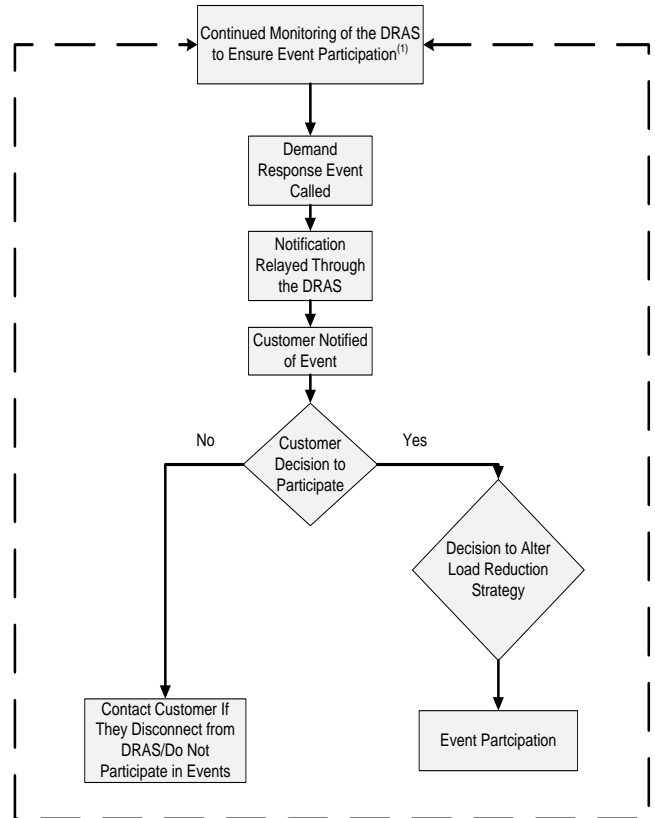 Continued Monitoring of the DRAS
to Ensure Event Participation(1)
Demand
Response Event
Called
Notification
Relayed Through
the DRAS
Customer Notified
of Event
No
Customer
Decision to
Participate
Yes
Decision to Alter
Load Reduction
Strategy
Contact Customer If
They Disconnect from
DRAS/Do Not
Participate in Events
Event Partcipation